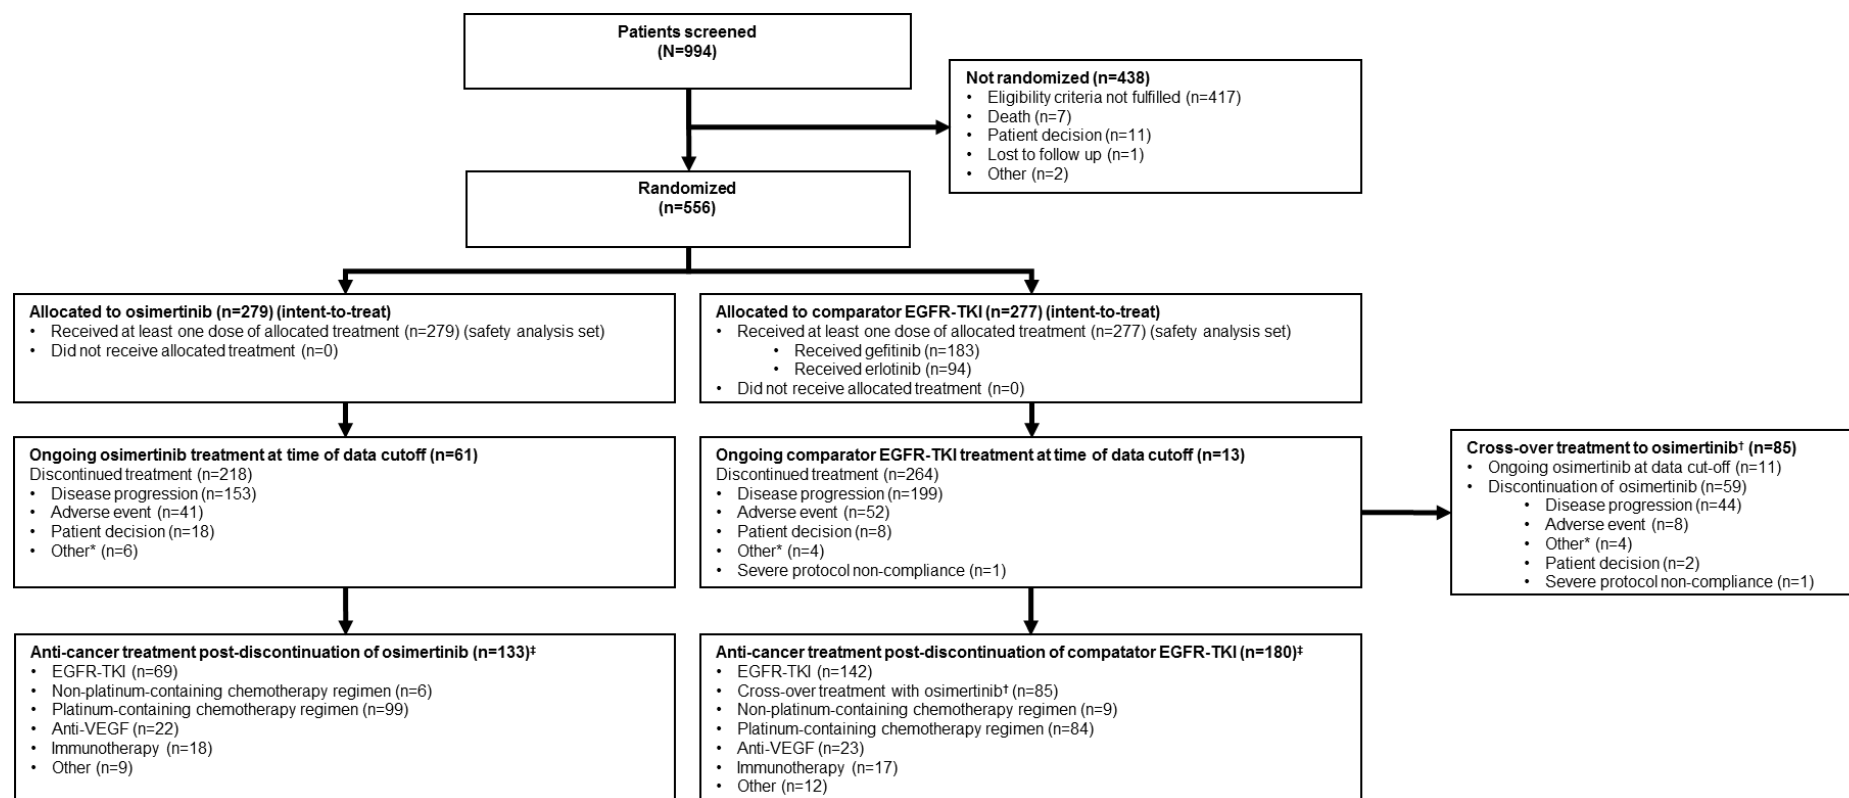 Patients screened
(N=994)
Not randomized (n=438)
• Eligibility criteria not fulfilled (n=417)
• Death (n=7)
• Patient decision (n=11)
• Lost to follow up (n=1)
• Other (n=2)
Randomized
(n=556)
Allocated to osimertinib (n=279) (intent-to-treat)
• Received at least one dose of allocated treatment (n=279) (safety analysis set)
• Did not receive allocated treatment (n=0)
Allocated to comparator EGFR-TKI (n=277) (intent-to-treat)
• Received at least one dose of allocated treatment (n=277) (safety analysis set)
• Received gefitinib (n=183)
• Received erlotinib (n=94)
• Did not receive allocated treatment (n=0)
Ongoing osimertinib treatment at time of data cutoff (n=61)
Discontinued treatment (n=218)
• Disease progression (n=153)
• Adverse event (n=41)
• Patient decision (n=18)
• Other* (n=6)
Ongoing comparator EGFR-TKI treatment at time of data cutoff (n=13)
Discontinued treatment (n=264)
• Disease progression (n=199)
• Adverse event (n=52)
• Patient decision (n=8)
• Other* (n=4)
• Severe protocol non-compliance (n=1)
Cross-over treatment to osimertinib† (n=85)
• Ongoing osimertinib at data cut-off (n=11)
• Discontinuation of osimertinib (n=59)
• Disease progression (n=44)
• Adverse event (n=8)
• Other* (n=4)
• Patient decision (n=2)
• Severe protocol non-compliance (n=1)
Anti-cancer treatment post-discontinuation of osimertinib (n=133)‡
• EGFR-TKI (n=69)
• Non-platinum-containing chemotherapy regimen (n=6)
• Platinum-containing chemotherapy regimen (n=99)
• Anti-VEGF (n=22)
• Immunotherapy (n=18)
• Other (n=9)
Anti-cancer treatment post-discontinuation of compatator EGFR-TKI (n=180)‡
• EGFR-TKI (n=142)
• Cross-over treatment with osimertinib† (n=85)
• Non-platinum-containing chemotherapy regimen (n=9)
• Platinum-containing chemotherapy regimen (n=84)
• Anti-VEGF (n=23)
• Immunotherapy (n=17)
• Other (n=12)